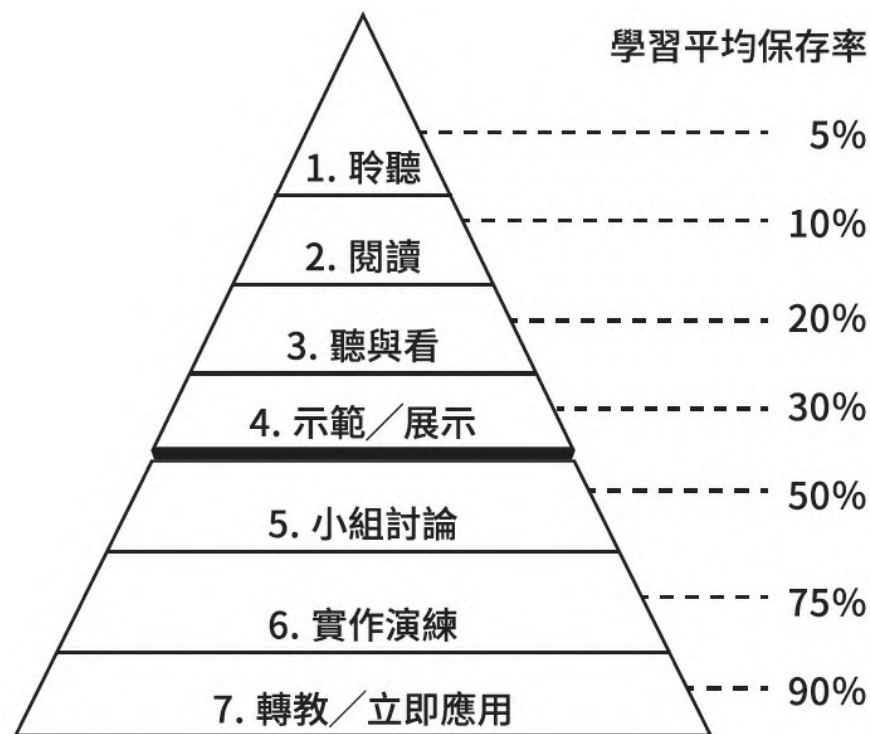 學習平均保存率
5%
1. 聆聽
10%
2. 閱讀
20%
3. 聽與看
30%
4. 示範／展示
50%
5. 小組討論
75%
6. 實作演練
90%
7. 轉教／立即應用